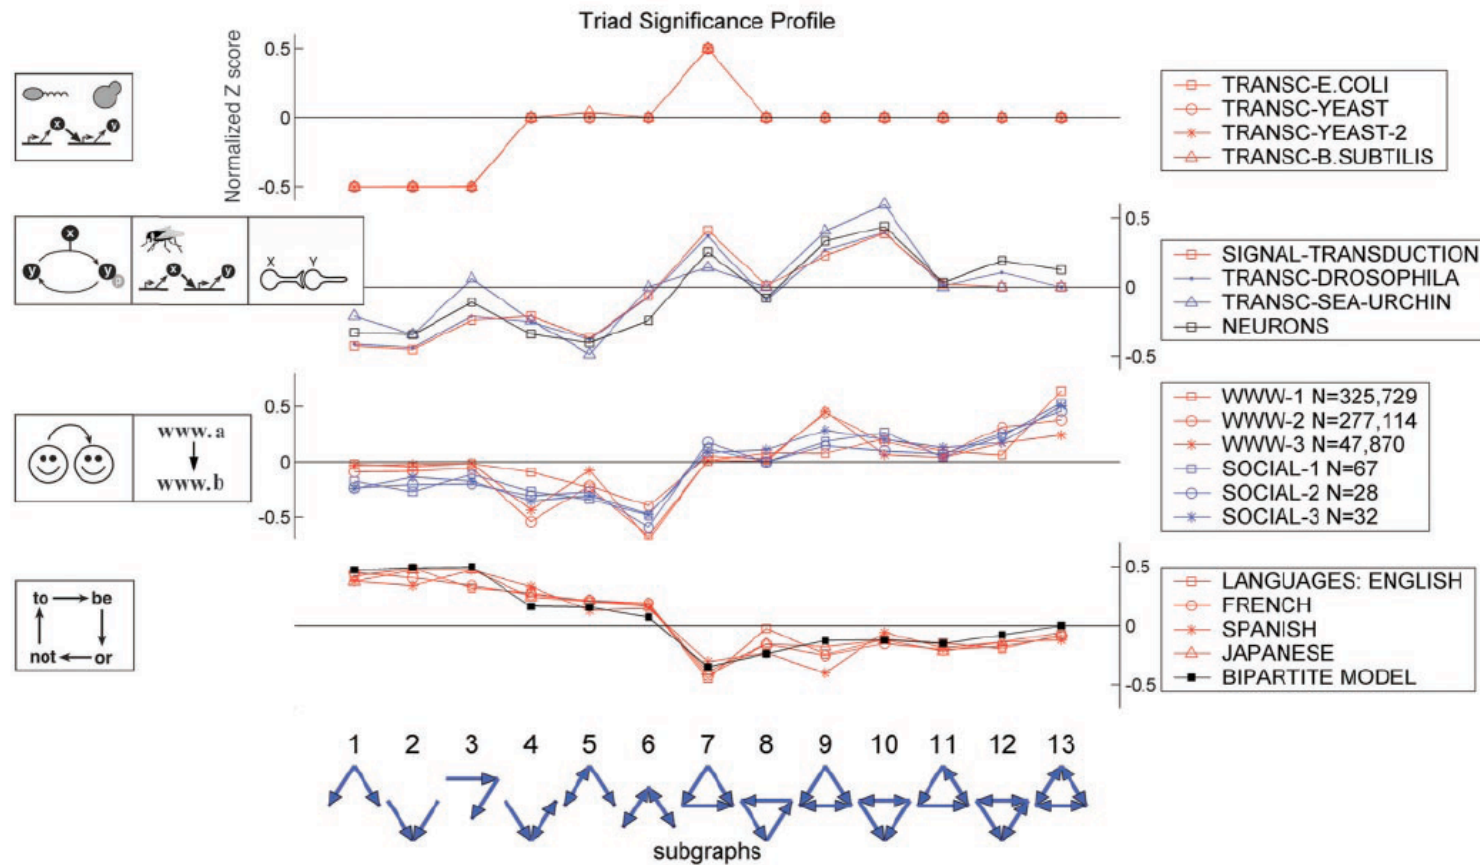 Triad Significance Profile
Normalized Z score
0.5
0
-0.5
x
y
TRANSC-E.COLI
TRANSC-YEAST
TRANSC-YEAST-2
TRANSC-B.SUBTILIS
x
y
y
p
x
y
X Y
0.5
0
-0.5
SIGNAL-TRANSDUCTION
TRANSC-DROSOPHILA
TRANSC-SEA-URCHIN
NEURONS
www.a
www.b
0.5
0
-0.5
WWW-1 N=325,729
WWW-2 N=277,114
WWW-3 N=47,870
SOCIAL-1 N=67
SOCIAL-2 N=28
SOCIAL-3 N=32
to be
not or
0.5
0
-0.5
LANGUAGES: ENGLISH
FRENCH
SPANISH
JAPANESE
BIPARTITE MODEL
1 2 3 4 5 6 7 8 9 10 11 12 13
subgraphs